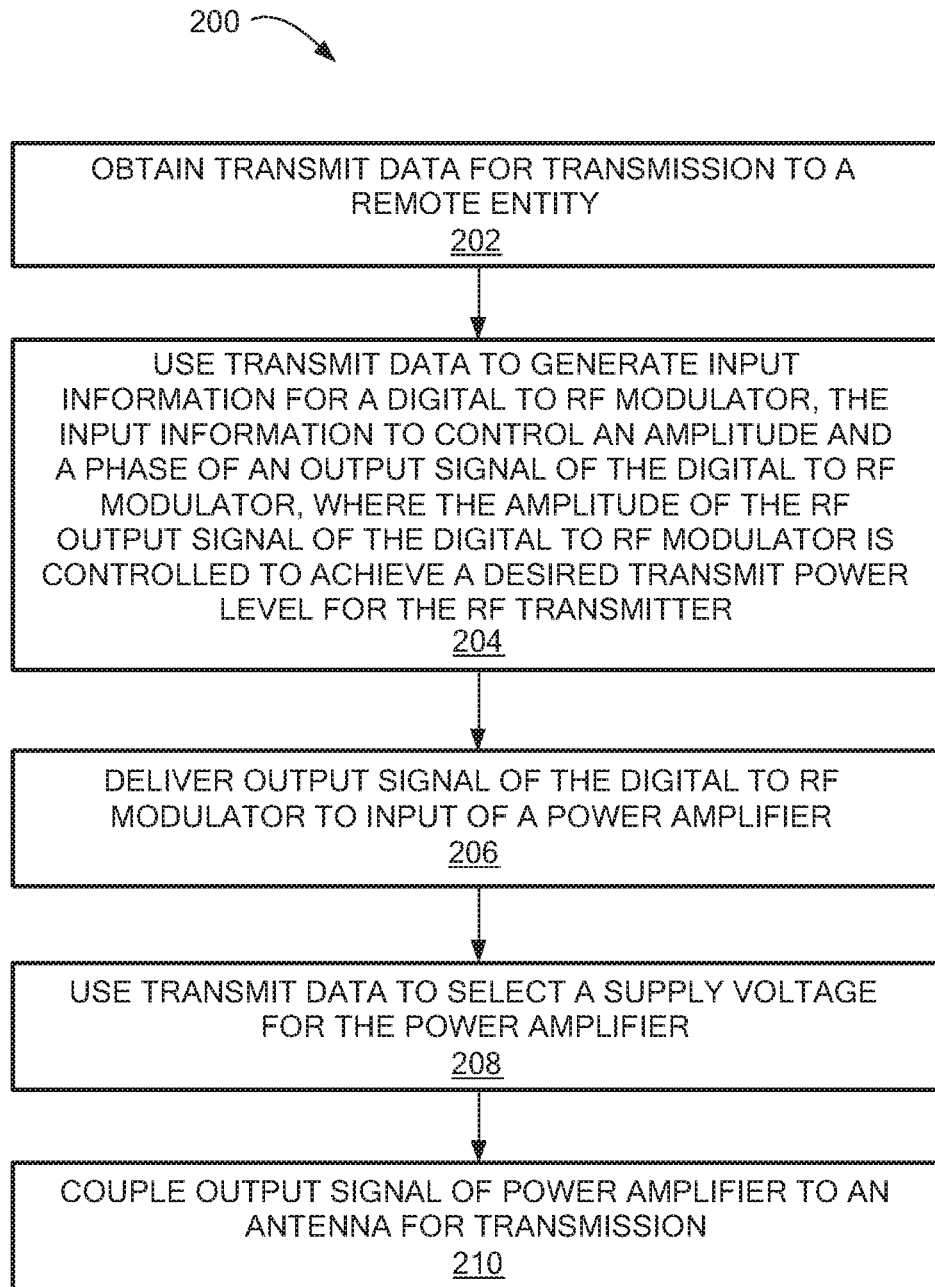 200
OBTAIN TRANSMIT DATA FOR TRANSMISSION TO A
REMOTE ENTITY
202
USE TRANSMIT DATA TO GENERATE INPUT
INFORMATION FOR A DIGITAL TO RF MODULATOR, THE
INPUT INFORMATION TO CONTROL AN AMPLITUDE AND
A PHASE OF AN OUTPUT SIGNAL OF THE DIGITAL TO RF
MODULATOR, WHERE THE AMPLITUDE OF THE RF
OUTPUT SIGNAL OF THE DIGITAL TO RF MODULATOR IS
CONTROLLED TO ACHIEVE A DESIRED TRANSMIT POWER
LEVEL FOR THE RF TRANSMITTER
204
DELIVER OUTPUT SIGNAL OF THE DIGITAL TO RF
MODULATOR TO INPUT OF A POWER AMPLIFIER
206
USE TRANSMIT DATA TO SELECT A SUPPLY VOLTAGE
FOR THE POWER AMPLIFIER
208
COUPLE OUTPUT SIGNAL OF POWER AMPLIFIER TO AN
ANTENNA FOR TRANSMISSION
210